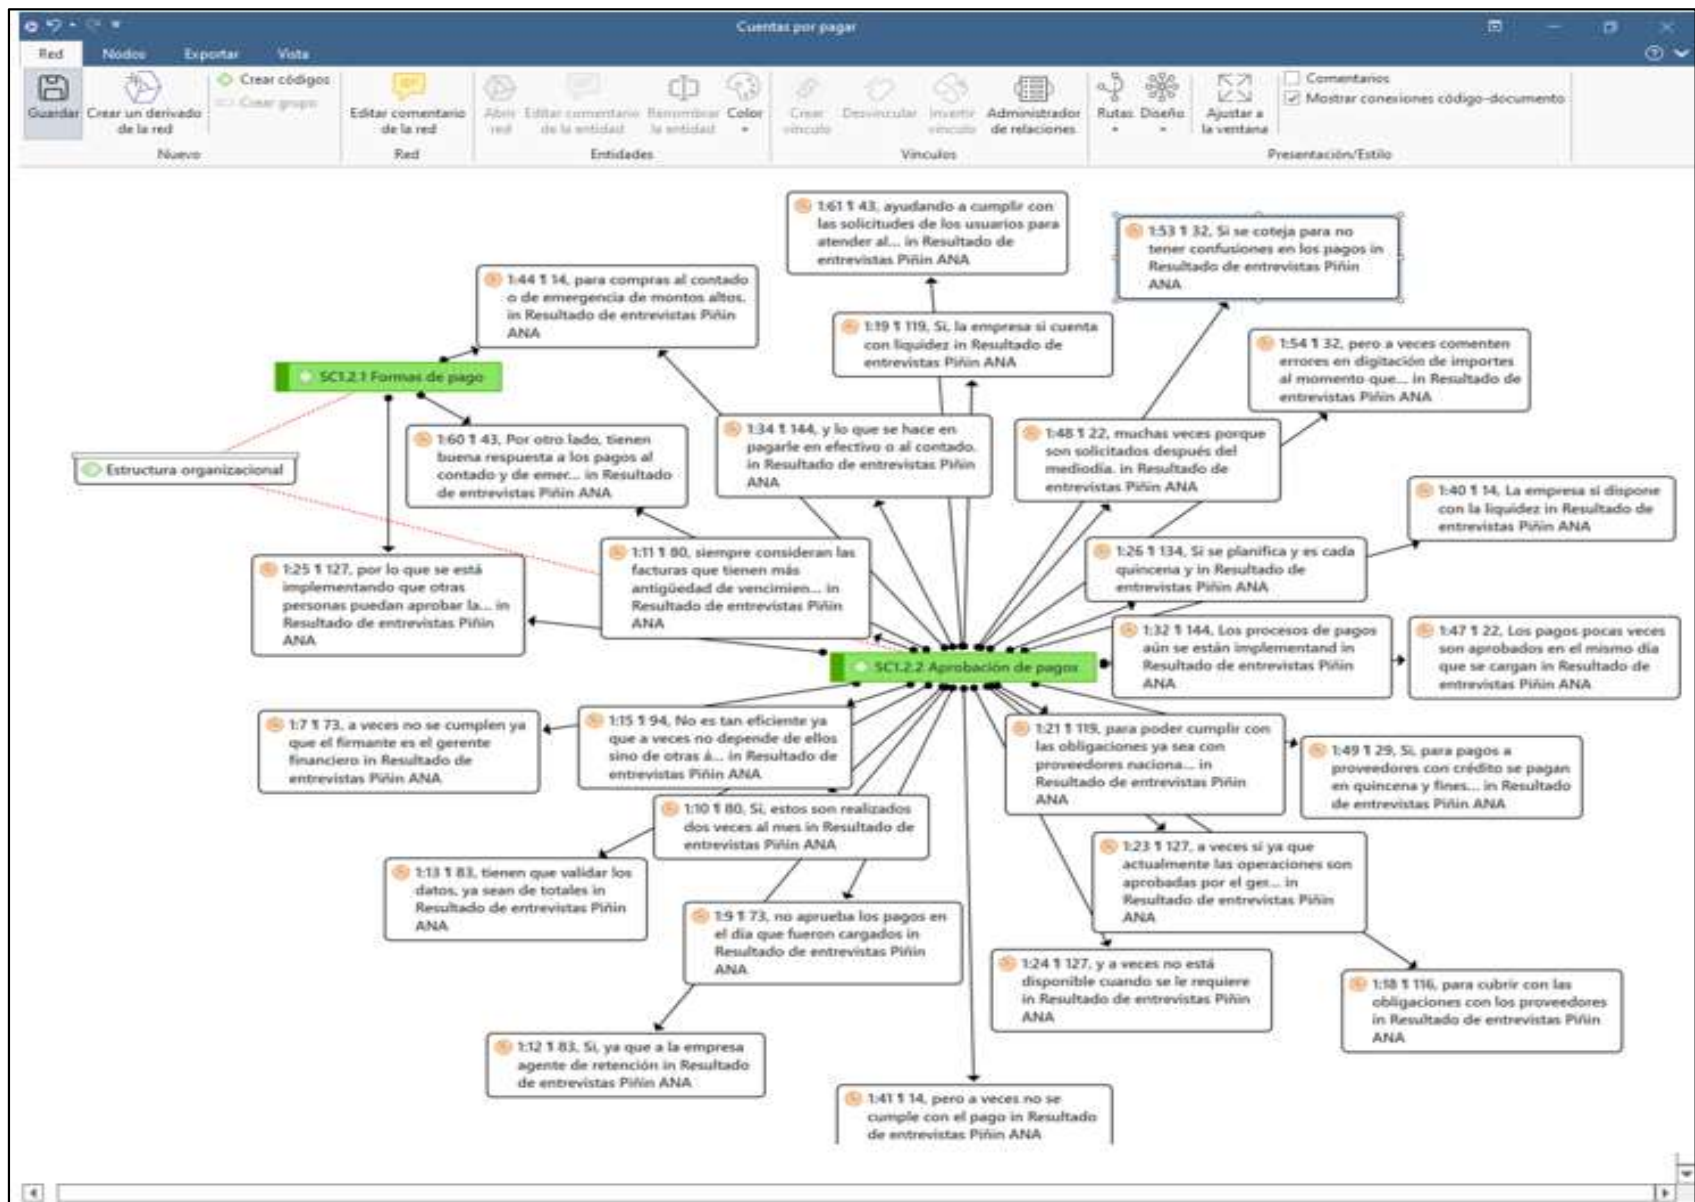 Cuentas por pagar
Red Nodos Exportar Vista
Guardar
Crear un derivado
de la red
Crear códigos
Crear grupo
Nuevo
Editar comentario
de la red
Red
Abrir
red
Editar comentario
de la entidad
Renombrar
la entidad
Color
Entidades
Crear
vínculo
Desvincular
Invertir
vínculo
Administrador
de relaciones
Vínculos
Rutas
Diseño
Ajustar a
la ventana
Comentarios
Mostrar conexiones código-documento
Presentación/Estilo
1:61 ¶ 43, ayudando a cumplir con
las solicitudes de los usuarios para
atender al... in Resultado de
entrevistas Piñin ANA
1:53 ¶ 32, Si se coteja para no
tener confusiones en los pagos in
Resultado de entrevistas Piñin
ANA
1:44 ¶ 14, para compras al contado
o de emergencia de montos altos.
in Resultado de entrevistas Piñin
ANA
1:19 ¶ 119, Si, la empresa si cuenta
con liquidez in Resultado de
entrevistas Piñin ANA
1:54 ¶ 32, pero a veces comenten
errores en digitación de importes
al momento que... in Resultado de
entrevistas Piñin ANA
SC1.2.1 Formas de pago
1:60 ¶ 43, Por otro lado, tienen
buena respuesta a los pagos al
contado y de emer... in Resultado
de entrevistas Piñin ANA
1:34 ¶ 144, y lo que se hace en
pagarle en efectivo o al contado.
in Resultado de entrevistas Piñin
ANA
1:48 ¶ 22, muchas veces porque
son solicitados después del
mediodía. in Resultado de
entrevistas Piñin ANA
Estructura organizacional
1:40 ¶ 14, La empresa si dispone
con la liquidez in Resultado de
entrevistas Piñin ANA
1:25 ¶ 127, por lo que se está
implementando que otras
personas puedan aprobar la... in
Resultado de entrevistas Piñin
ANA
1:11 ¶ 80, siempre consideran las
facturas que tienen más
antigüedad de vencimien... in
Resultado de entrevistas Piñin
ANA
1:26 ¶ 134, Si se planifica y es cada
quincena y in Resultado de
entrevistas Piñin ANA
1:32 ¶ 144, Los procesos de pagos
aún se están implementand in
Resultado de entrevistas Piñin
ANA
1:47 ¶ 22, Los pagos pocas veces
son aprobados en el mismo día
que se cargan in Resultado de
entrevistas Piñin ANA
SC1.2.2 Aprobación de pagos
1:7 ¶ 73, a veces no se cumplen ya
que el firmante es el gerente
financiero in Resultado de
entrevistas Piñin ANA
1:15 ¶ 94, No es tan eficiente ya
que a veces no depende de ellos
sino de otras á... in Resultado de
entrevistas Piñin ANA
1:21 ¶ 119, para poder cumplir con
las obligaciones ya sea con
proveedores naciona... in
Resultado de entrevistas Piñin
ANA
1:49 ¶ 29, Si, para pagos a
proveedores con crédito se pagan
en quincena y fines... in Resultado
de entrevistas Piñin ANA
1:10 ¶ 80, Si, estos son realizados
dos veces al mes in Resultado de
entrevistas Piñin ANA
1:23 ¶ 127, a veces si ya que
actualmente las operaciones son
aprobadas por el ger... in
Resultado de entrevistas Piñin
ANA
1:13 ¶ 83, tienen que validar los
datos, ya sean de totales in
Resultado de entrevistas Piñin
ANA
1:9 ¶ 73, no aprueba los pagos en
el día que fueron cargados in
Resultado de entrevistas Piñin
ANA
1:24 ¶ 127, y a veces no está
disponible cuando se le requiere
in Resultado de entrevistas Piñin
ANA
1:18 ¶ 116, para cubrir con las
obligaciones con los proveedores
in Resultado de entrevistas Piñin
ANA
1:12 ¶ 83, Si, ya que a la empresa
agente de retención in Resultado
de entrevistas Piñin ANA
1:41 ¶ 14, pero a veces no se
cumple con el pago in Resultado
de entrevistas Piñin ANA